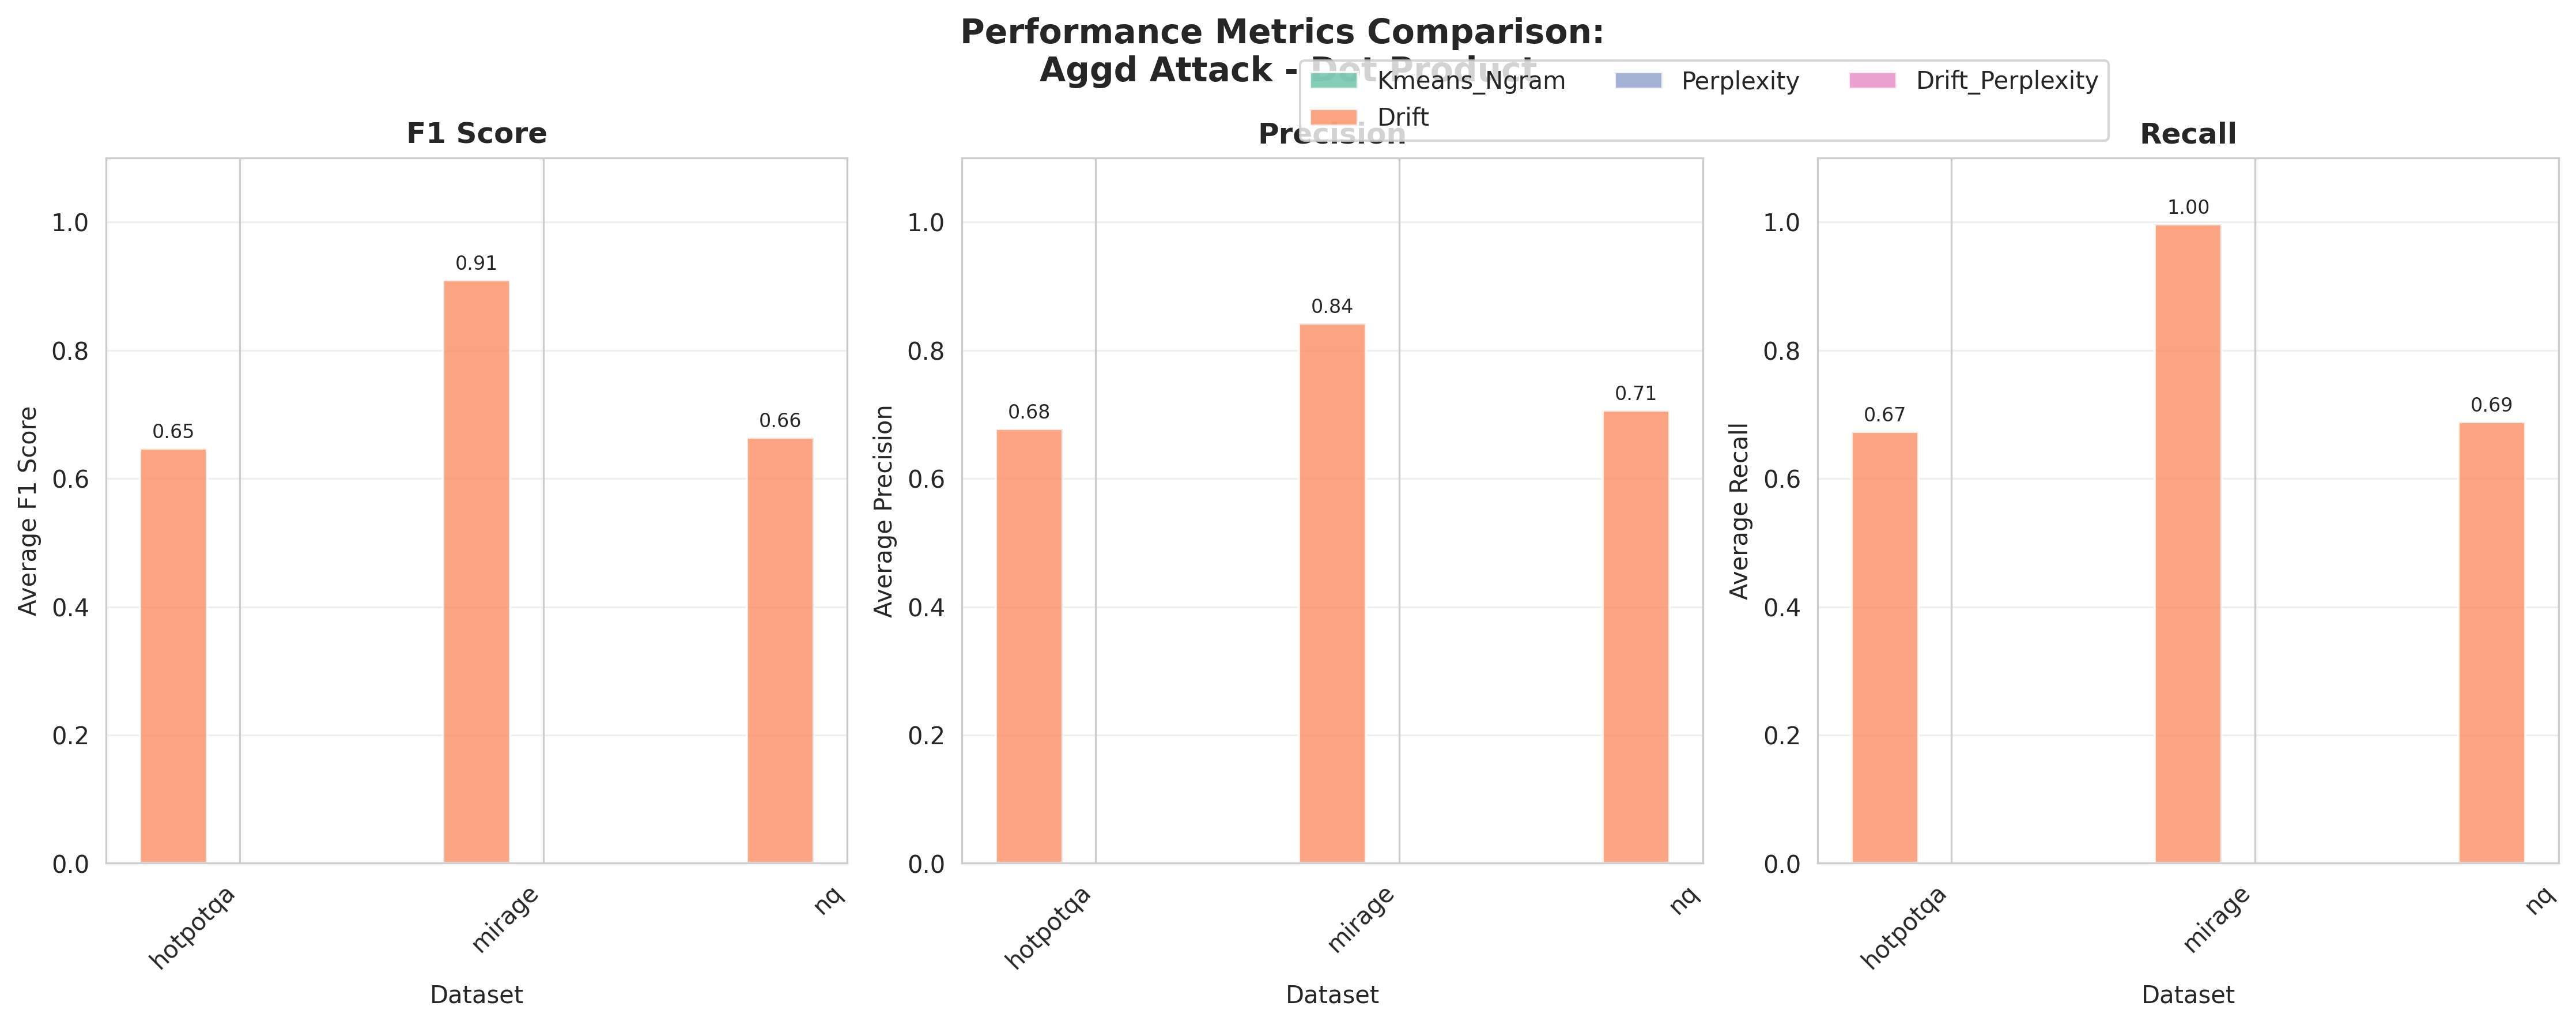 Performance Metrics Comparison:
Aggd Attack - Dot Product
Kmeans_Ngram
Drift
Perplexity
Drift_Perplexity
F1 Score
Average F1 Score
1.0
0.8
0.6
0.4
0.2
0.0
0.65
0.91
0.66
hotpotqa
mirage
nq
Dataset
Precision
Average Precision
1.0
0.8
0.6
0.4
0.2
0.0
0.68
0.84
0.71
hotpotqa
mirage
nq
Dataset
Recall
Average Recall
1.0
0.8
0.6
0.4
0.2
0.0
0.67
1.00
0.69
hotpotqa
mirage
nq
Dataset